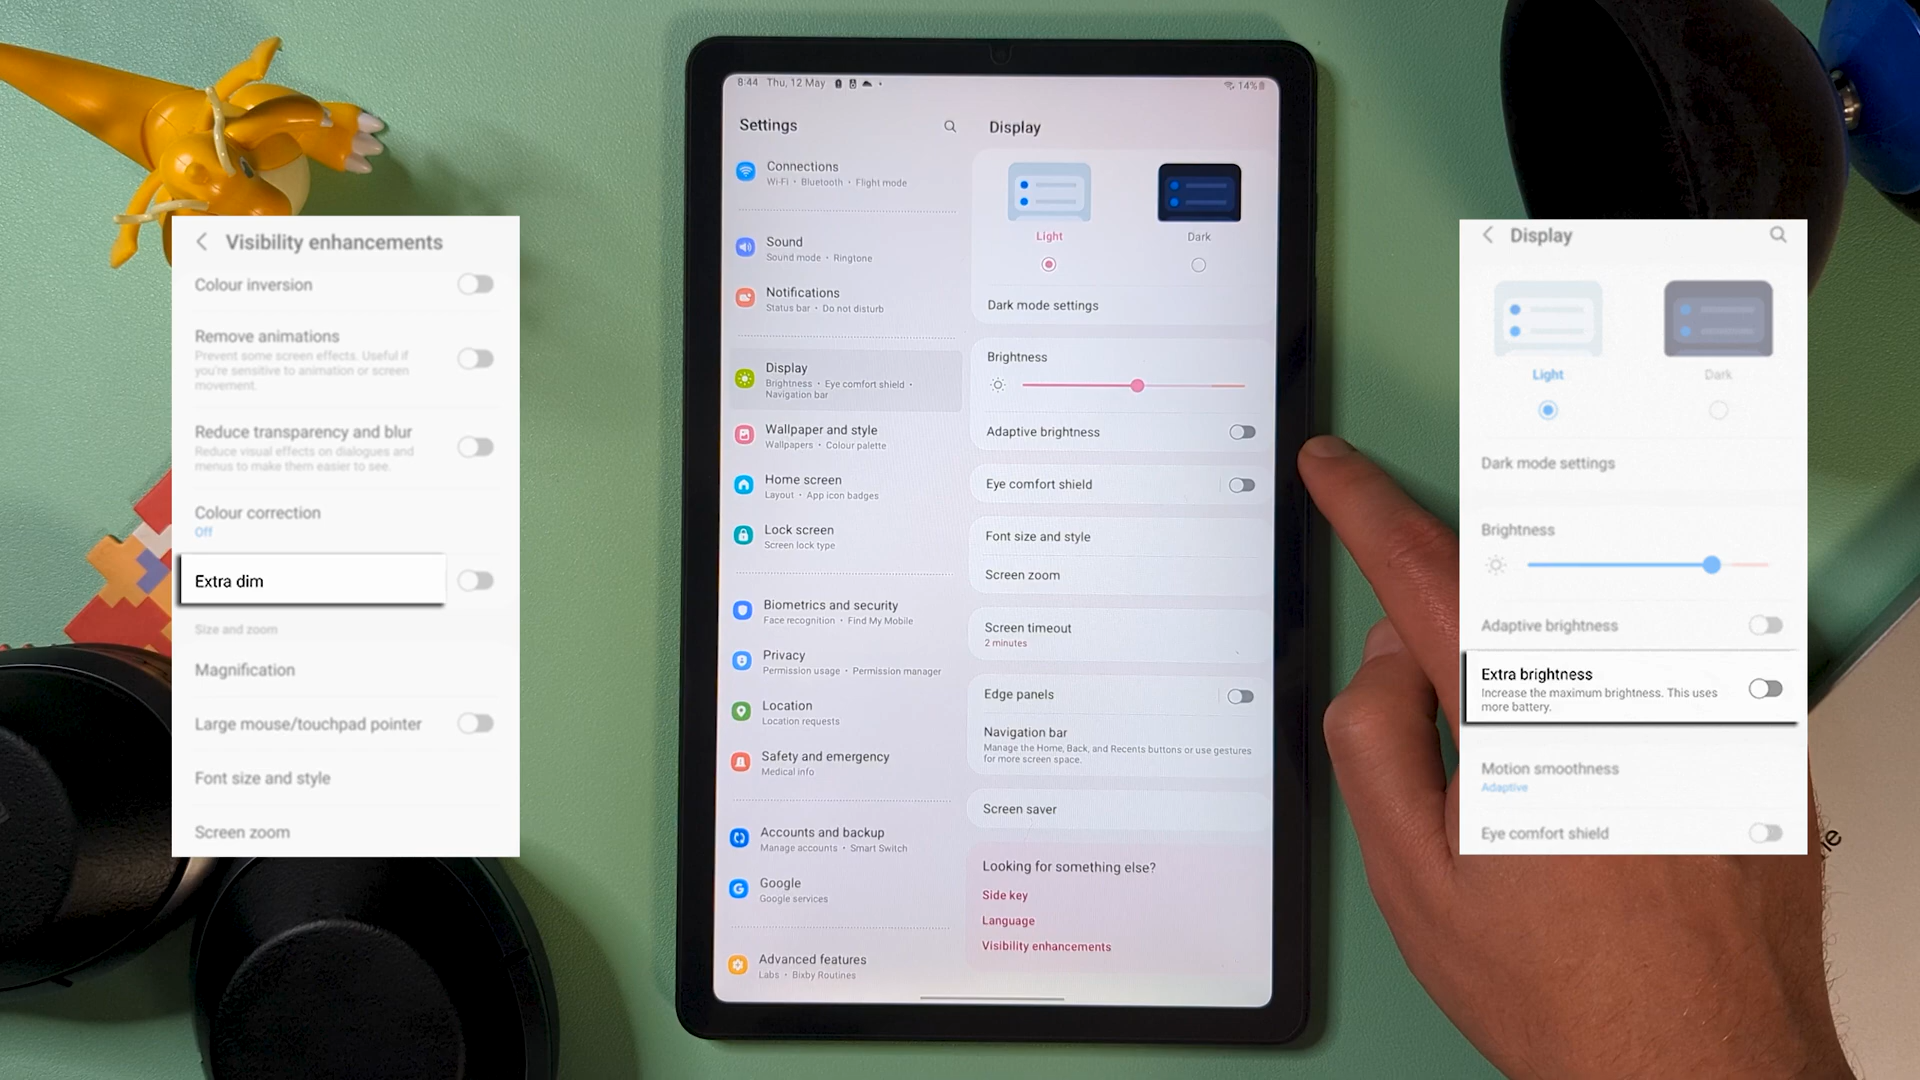 Visibility enhancements
Colour inversion
Remove animations
Prevent some screen effects. Useful if
you're sensitive to animation or screen
movement.
Reduce transparency and blur
Reduce visual effects on dialogues and
menus to make them easier to see.
Colour correction
Off
Extra dim
Size and zoom
Magnification
Large mouse/touchpad pointer
Font size and style
Screen zoom
8:44 Thu, 12 May
14%
Settings
Connections
Wi-Fi • Bluetooth • Flight mode
Sound
Sound mode • Ringtone
Notifications
Status bar • Do not disturb
Display
Brightness • Eye comfort shield •
Navigation bar
Wallpaper and style
Wallpapers • Colour palette
Home screen
Layout • App icon badges
Lock screen
Screen lock type
Biometrics and security
Face recognition • Find My Mobile
Privacy
Permission usage • Permission manager
Location
Location requests
Safety and emergency
Medical info
Accounts and backup
Manage accounts • Smart Switch
Google
Google services
Advanced features
Labs • Bixby Routines
Display
Light
Dark
Dark mode settings
Brightness
Adaptive brightness
Eye comfort shield
Font size and style
Screen zoom
Screen timeout
2 minutes
Edge panels
Navigation bar
Manage the Home, Back, and Recents buttons or use gestures
for more screen space.
Screen saver
Looking for something else?
Side key
Language
Visibility enhancements
Display
Light
Dark
Dark mode settings
Brightness
Adaptive brightness
Extra brightness
Increase the maximum brightness. This uses
more battery.
Motion smoothness
Adaptive
Eye comfort shield